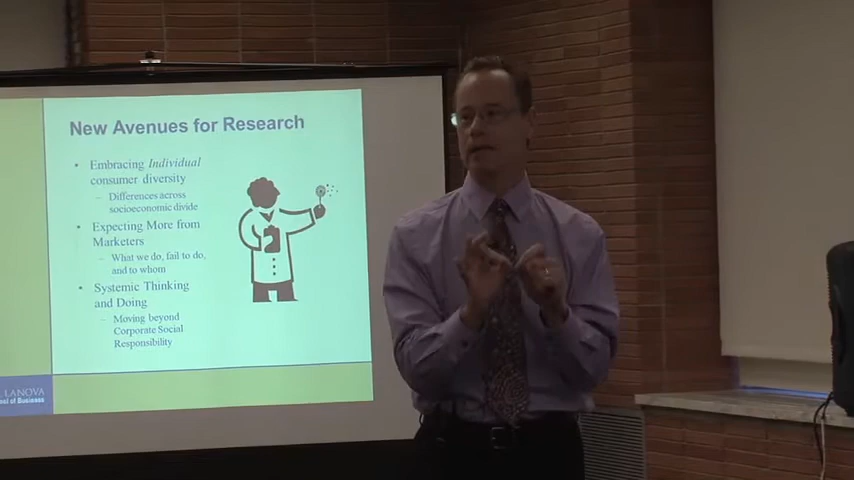 New Avenues for Research
• Embracing Individual
consumer diversity
– Differences across
socioeconomic divide
• Expecting More from
Marketers
– What we do, fail to do,
and to whom
• Systemic Thinking
and Doing
– Moving beyond
Corporate Social
Responsibility
LANOVA
ol of Business